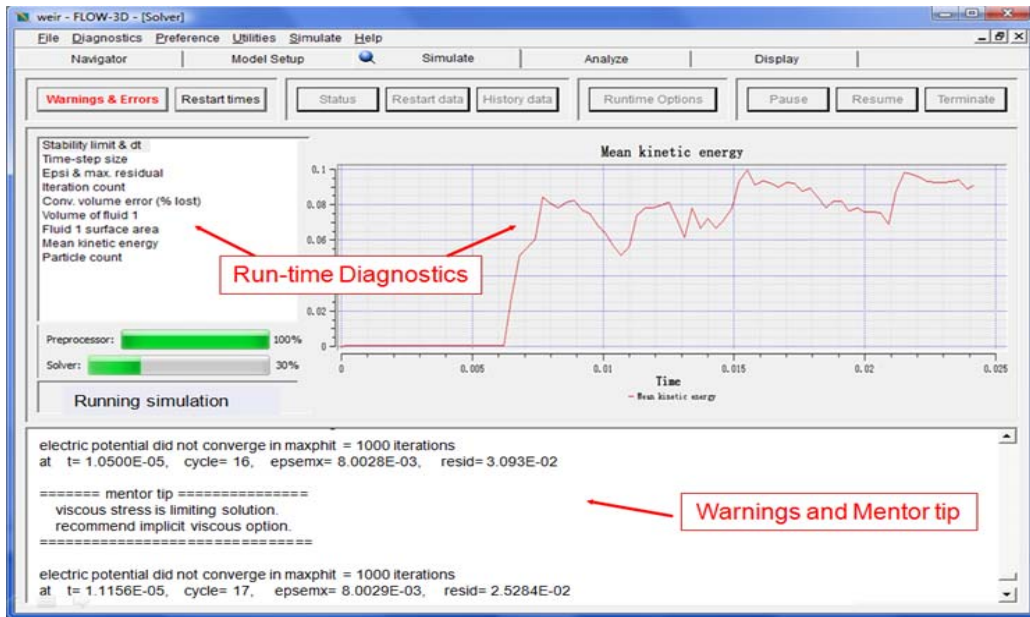 weir - FLOW-3D - [Solver]
File Diagnostics Preference Utilities Simulate Help
Navigator Model Setup Simulate Analyze Display
Warnings & Errors Restart times Status Restart data History data Runtime Options Pause Resume Terminate
Stability limit & dt
Time-step size
Epsi & max. residual
Iteration count
Conv. volume error (% lost)
Volume of fluid 1
Fluid 1 surface area
Mean kinetic energy
Particle count
Preprocessor: 100%
Solver: 30%
Running simulation
Mean kinetic energy
0.1
0.08
0.06
0.02
0
0 0.005 0.01 0.015 0.02 0.025
Time
Mean kinetic energy
Run-time Diagnostics
electric potential did not converge in maxphit = 1000 iterations
at t= 1.0500E-05, cycle= 16, epsemx= 8.0028E-03, resid= 3.093E-02
======= mentor tip ===============
viscous stress is limiting solution.
recommend implicit viscous option.
===============================
Warnings and Mentor tip
electric potential did not converge in maxphit = 1000 iterations
at t= 1.1156E-05, cycle= 17, epsemx= 8.0029E-03, resid= 2.5284E-02